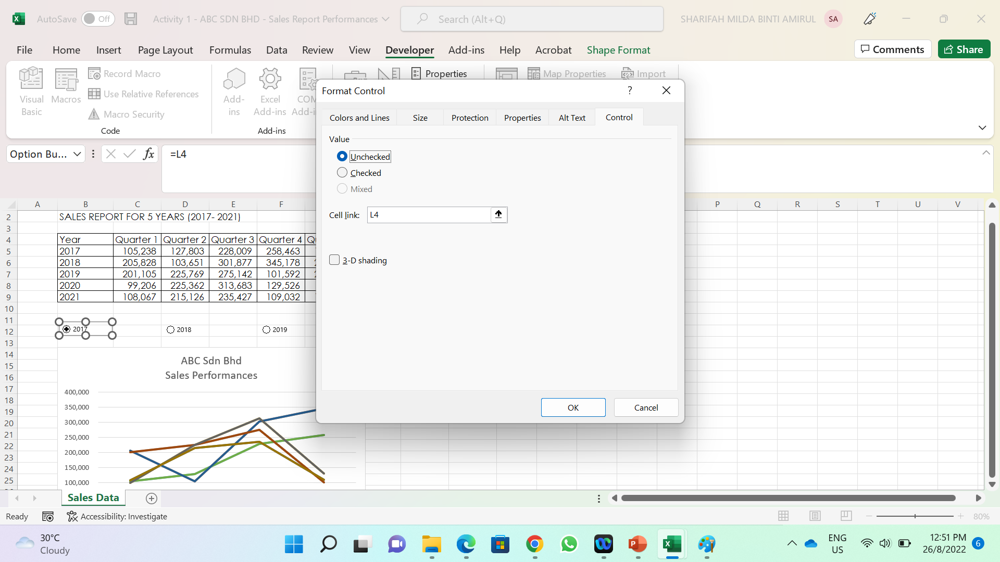 AutoSave Off Activity 1 - ABC SDN BHD - Sales Report Performances Search (Alt+Q) SHARIFAH MILDA BINTI AMIRUL SA
File Home Insert Page Layout Formulas Data Review View Developer Add-ins Help Acrobat Shape Format Comments Share
Visual Basic
Macros
Record Macro
Use Relative References
Macro Security
Code
Add-ins
Excel Add-ins
COM
Add-ins
Properties
Map Properties
Import
Option Bu...
fx
=L4
Format Control ?
Colors and Lines Size Protection Properties Alt Text Control
Value
Unchecked
Checked
Mixed
Cell link: L4
3-D shading
OK Cancel
A B C D E F P Q R S T U V
2 SALES REPORT FOR 5 YEARS (2017- 2021)
3
4 Year Quarter 1 Quarter 2 Quarter 3 Quarter 4
5 2017 105,238 127,803 228,009 258,463
6 2018 205,828 103,651 301,877 345,178
7 2019 201,105 225,769 275,142 101,592
8 2020 99,206 225,362 313,683 129,526
9 2021 108,067 215,126 235,427 109,032
10
11
12 2017 2018 2019
13
14 ABC Sdn Bhd
15 Sales Performances
16
17 400,000
18 350,000
19
20 300,000
21 250,000
22 200,000
23
24 150,000
25 100,000
Sales Data
Ready Accessibility: Investigate 80%
30°C
Cloudy
ENG
US
12:51 PM
26/8/2022
6